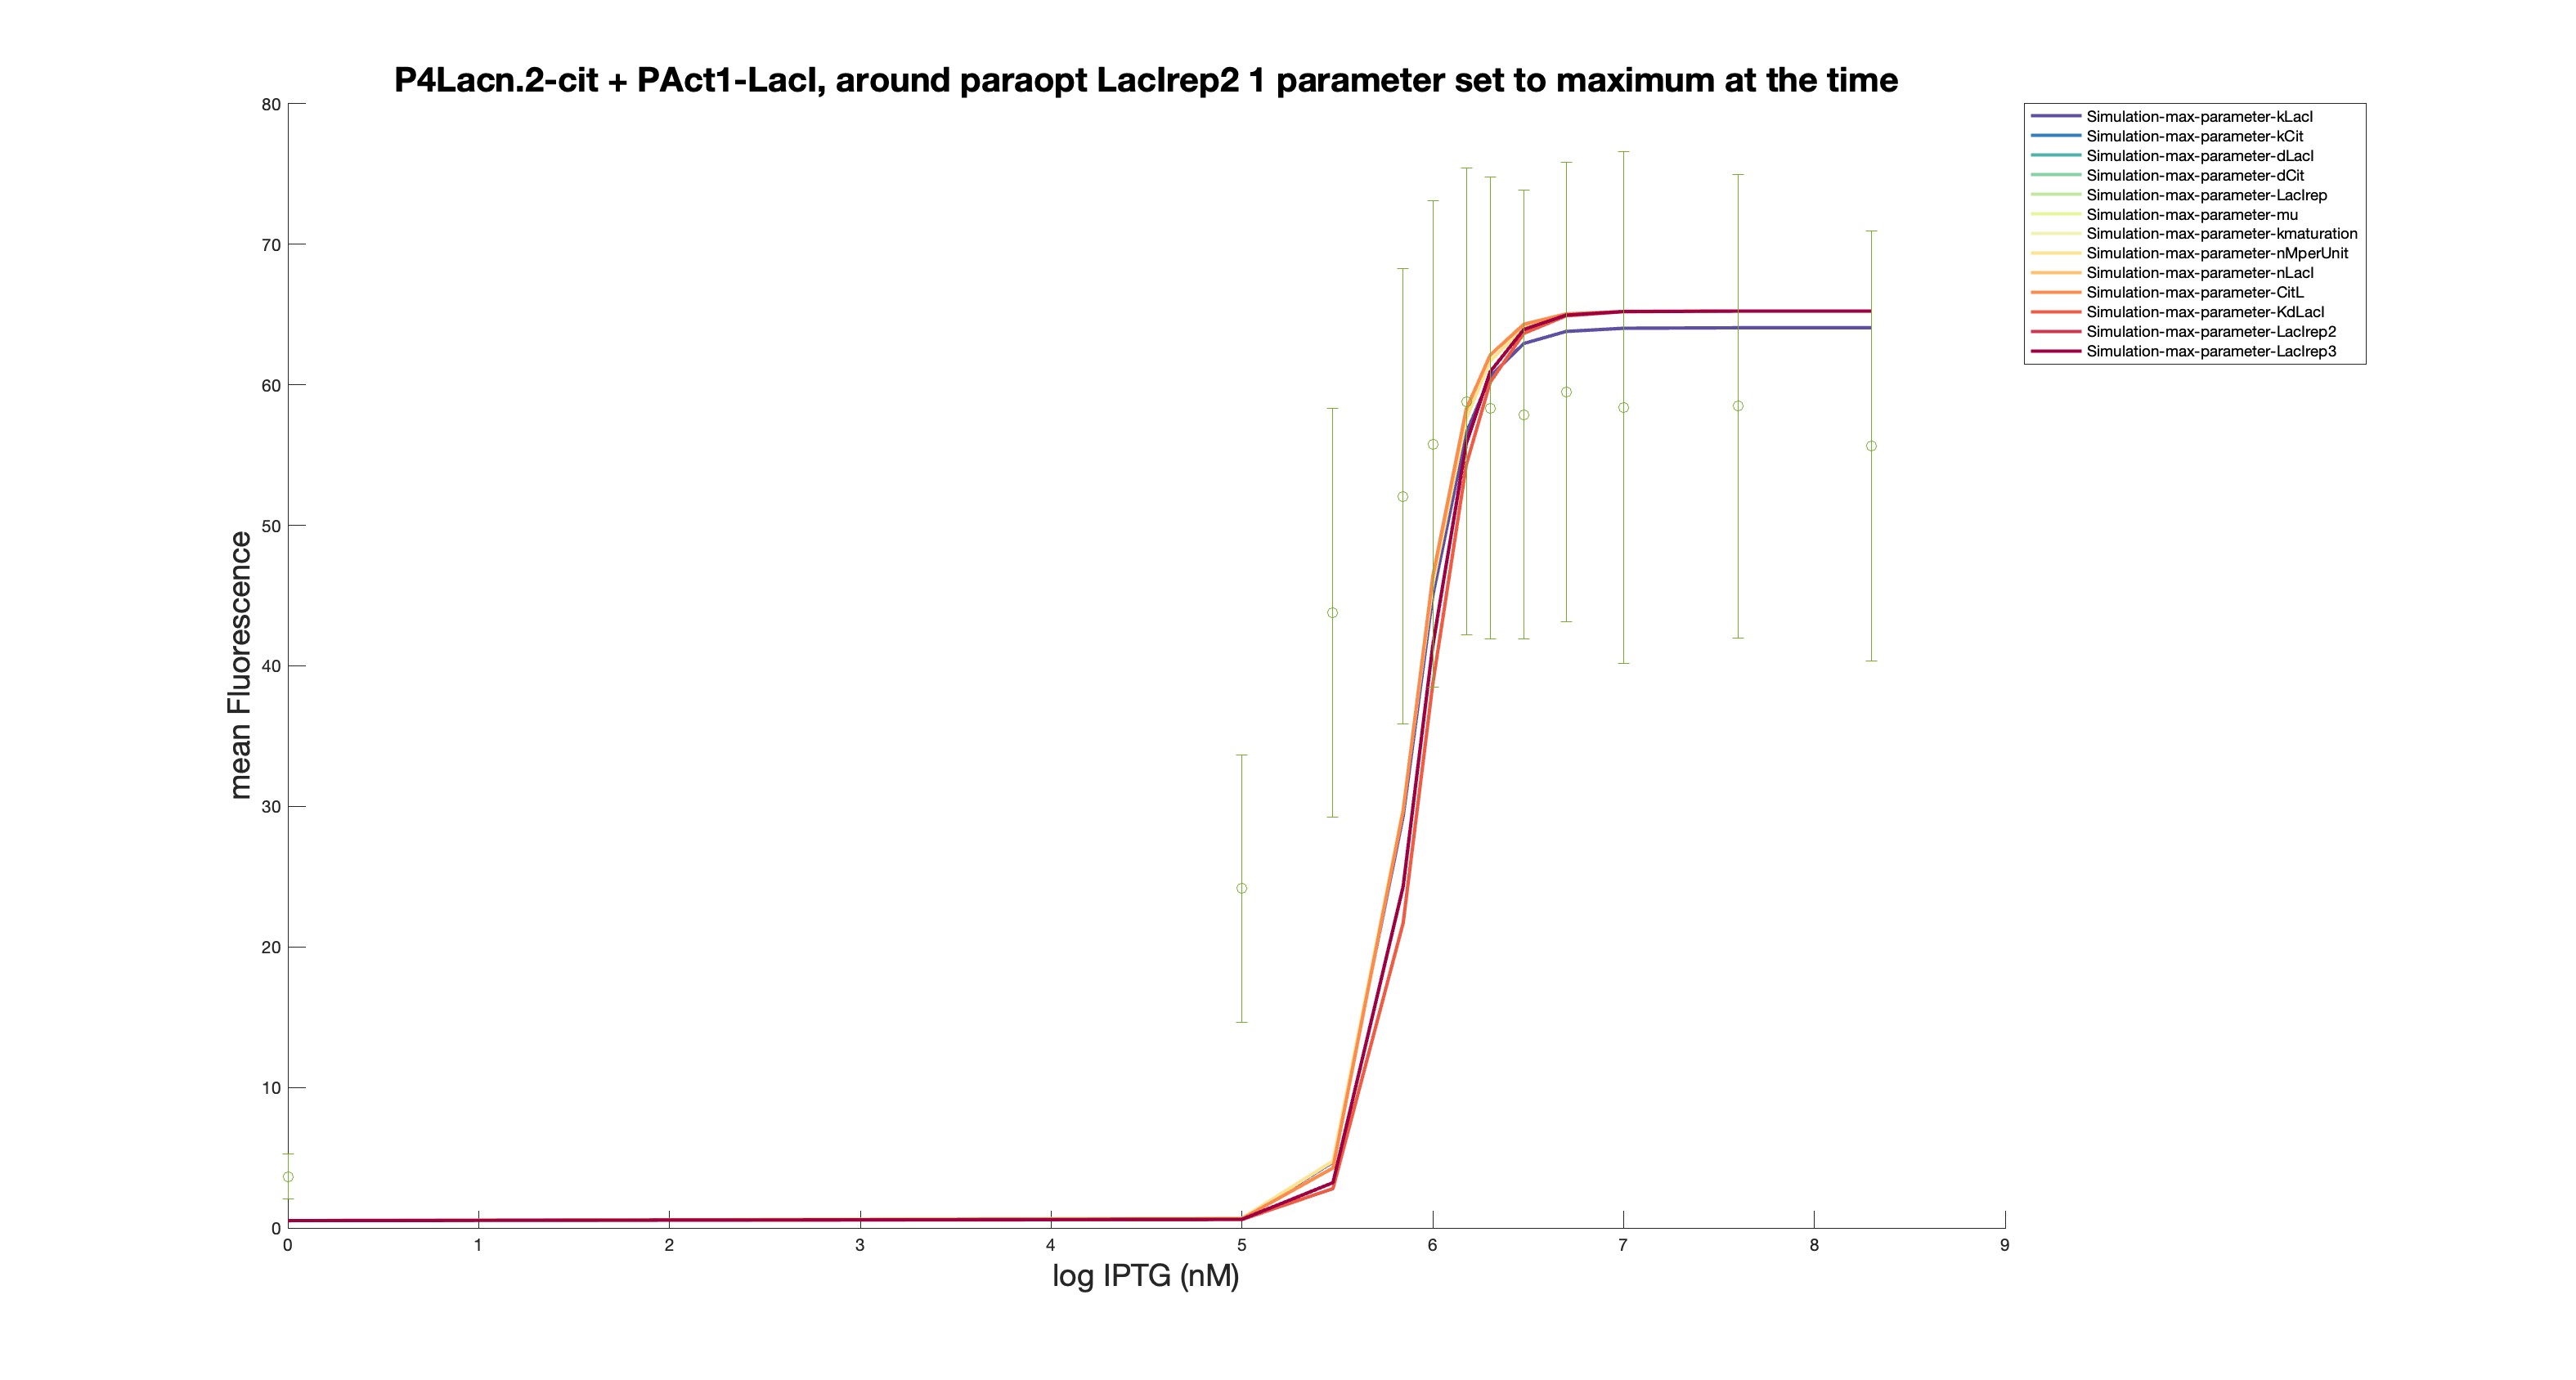 P4Lacn.2-cit + PAct1-LacI, around paraopt LacIrep2 1 parameter set to maximum at the time
80
70
60
50
40
30
20
10
0
mean Fluorescence
0 1 2 3 4 5 6 7 8 9
log IPTG (nM)
Simulation-max-parameter-kLacI
Simulation-max-parameter-kCit
Simulation-max-parameter-dLacI
Simulation-max-parameter-dCit
Simulation-max-parameter-LacIrep
Simulation-max-parameter-mu
Simulation-max-parameter-kmaturation
Simulation-max-parameter-nMperUnit
Simulation-max-parameter-nLacI
Simulation-max-parameter-CitL
Simulation-max-parameter-KdLacI
Simulation-max-parameter-LacIrep2
Simulation-max-parameter-LacIrep3